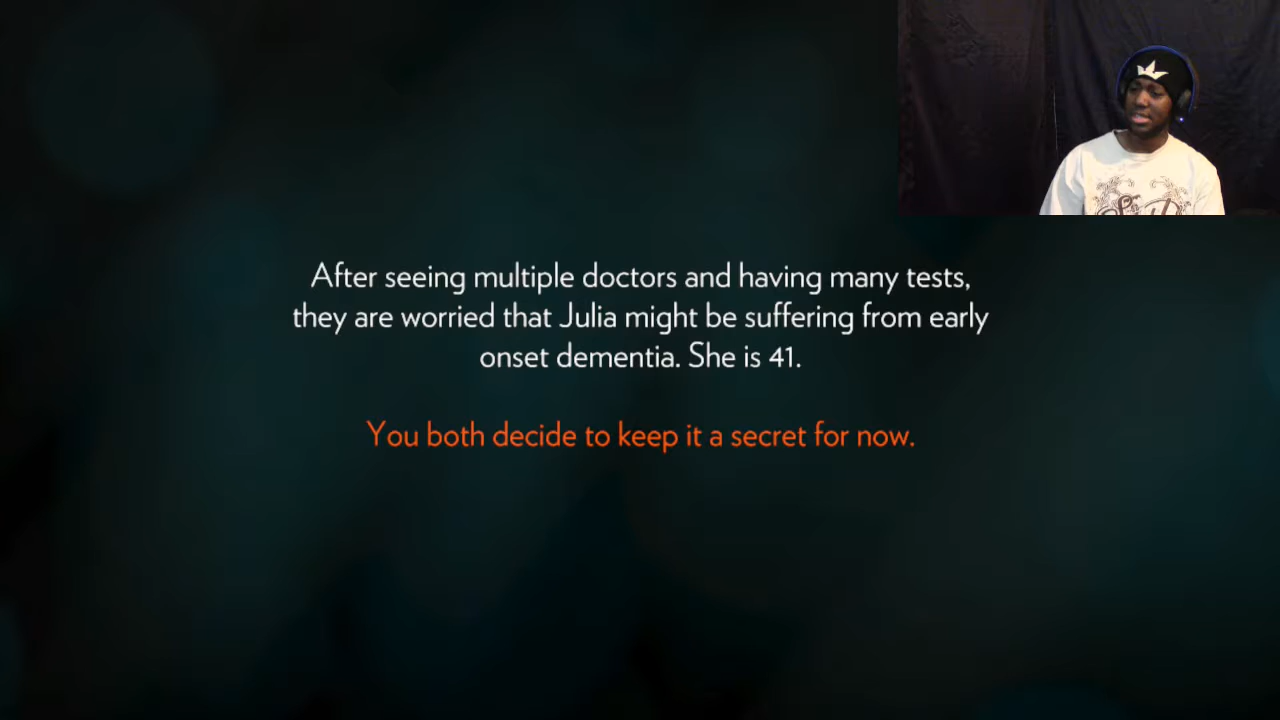 After seeing multiple doctors and having many tests,
they are worried that Julia might be suffering from early
onset dementia. She is 41.
You both decide to keep it a secret for now.